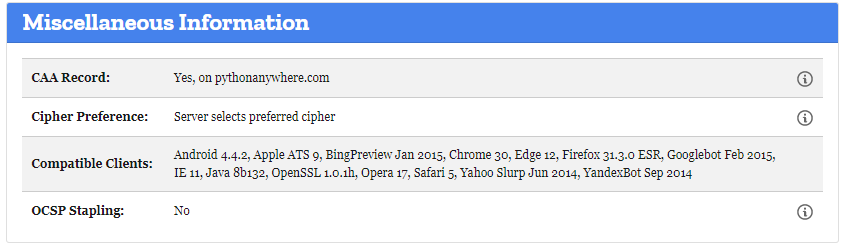 Miscellaneous Information
CAA Record: Yes, on pythonanywhere.com
Cipher Preference: Server selects preferred cipher
Compatible Clients: Android 4.4.2, Apple ATS 9, BingPreview Jan 2015, Chrome 30, Edge 12, Firefox 31.3.0 ESR, Googlebot Feb 2015,
IE 11, Java 8b132, OpenSSL 1.0.1h, Opera 17, Safari 5, Yahoo Slurp Jun 2014, YandexBot Sep 2014
OCSP Stapling: No